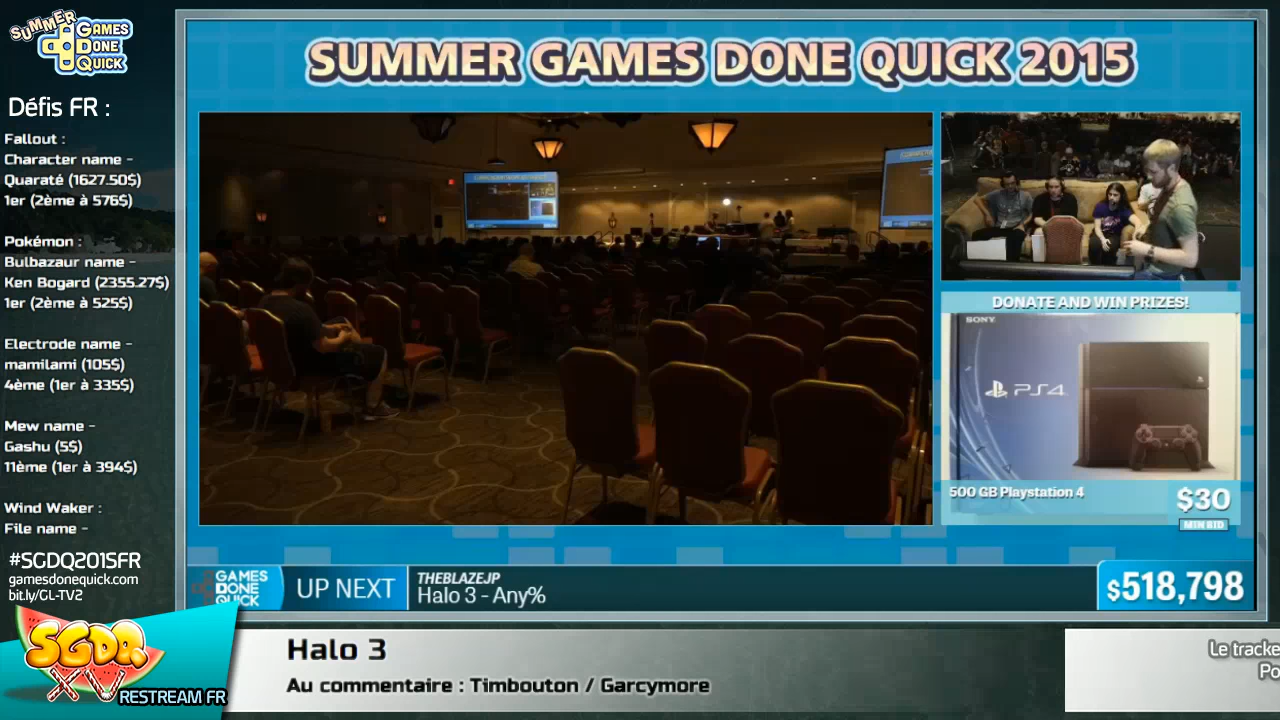 SUMMER
GAMES
DONE
QUICK
Défis FR :
Fallout :
Character name -
Quaraté (1627.50$)
1er (2ème à 576$)
Pokémon :
Bulbazaur name -
Ken Bogard (2355.27$)
1er (2ème à 525$)
Electrode name -
mamilami (105$)
4ème (1er à 335$)
Mew name -
Gashu (5$)
11ème (1er à 394$)
Wind Waker :
File name -
#SGDQ2015FR
gamesdonequick.com
bit.ly/GL-TV2
SGDQ
XV
RESTREAM FR
SUMMER GAMES DONE QUICK 2015
DONATE AND WIN PRIZES!
SONY
PS4
500 GB Playstation 4
$30
MIN BID
GAMES
DONE
QUICK
UP NEXT
THEBLAZEJP
Halo 3 - Any%
$518,798
Halo 3
Au commentaire : Timbouton / Garcymore
Le tracke
Po